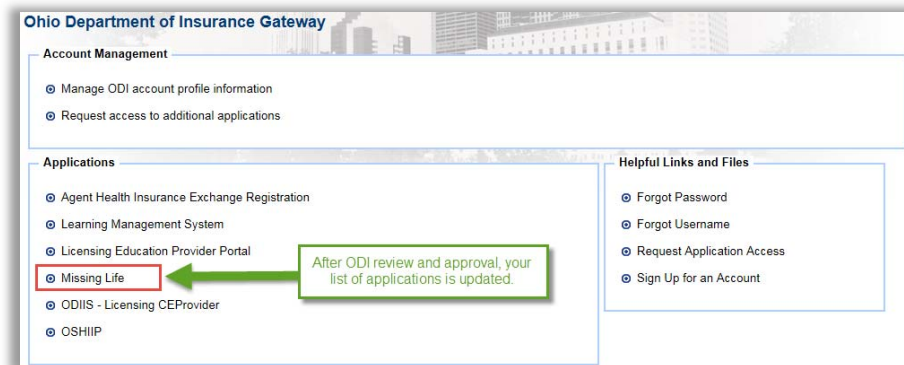 Ohio Department of Insurance Gateway
Account Management
Manage ODI account profile information
Request access to additional applications
Applications
Agent Health Insurance Exchange Registration
Learning Management System
Licensing Education Provider Portal
Missing Life
ODIIS - Licensing CEProvider
OSHIIP
After ODI review and approval, your
list of applications is updated.
Helpful Links and Files
Forgot Password
Forgot Username
Request Application Access
Sign Up for an Account